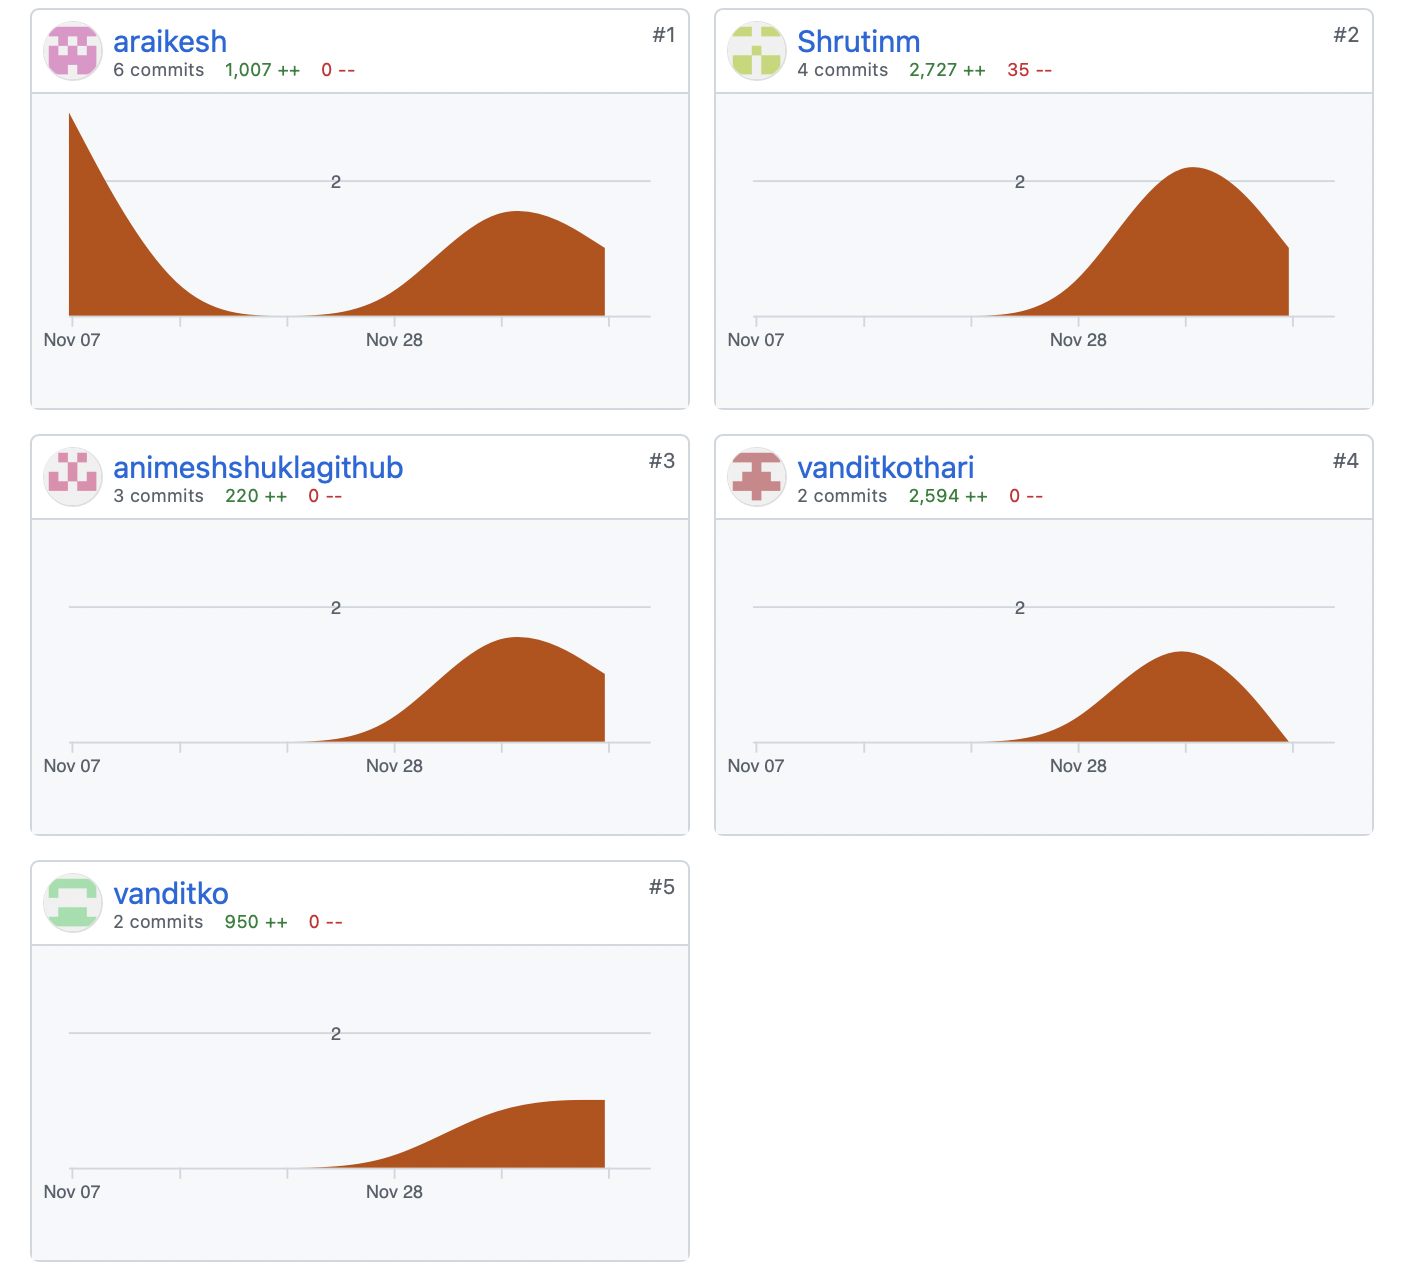 araikesh
#1
6 commits 1,007 ++ 0 --
2
Nov 07 Nov 28
Shrutinm
#2
4 commits 2,727 ++ 35 --
2
Nov 07 Nov 28
animeshshuklagithub
#3
3 commits 220 ++ 0 --
2
Nov 07 Nov 28
vanditkothari
#4
2 commits 2,594 ++ 0 --
2
Nov 07 Nov 28
vanditko
#5
2 commits 950 ++ 0 --
2
Nov 07 Nov 28